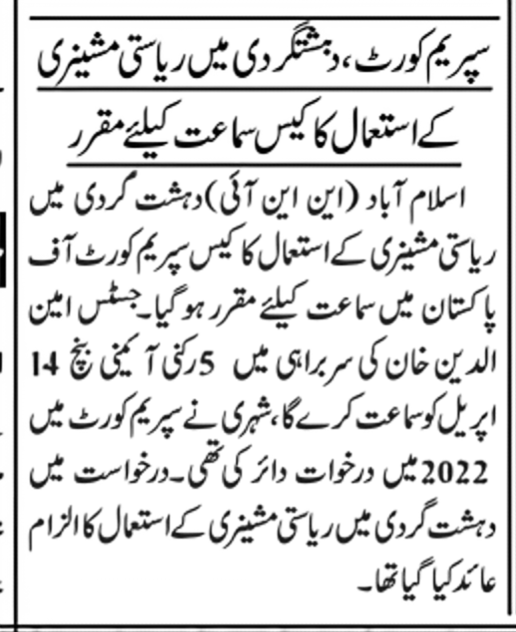 سپریم کورٹ، دہشتگردی میں ریاستی مشینری
کے استعمال کا کیس سماعت کیلئے مقرر
اسلام آباد (این این آئی) دہشت گردی میں
ریاستی مشینری کے استعمال کا کیس سپریم کورٹ آف
پاکستان میں سماعت کیلئے مقرر ہو گیا۔ جسٹس امین
الدین خان کی سربراہی میں 5 رکنی آئینی بنچ 14
اپریل کو سماعت کرے گا، شہری نے سپریم کورٹ میں
2022 میں درخوات دائر کی تھی۔ درخواست میں
دہشت گردی میں ریاستی مشینری کے استعمال کا الزام
عائد کیا گیا تھا۔